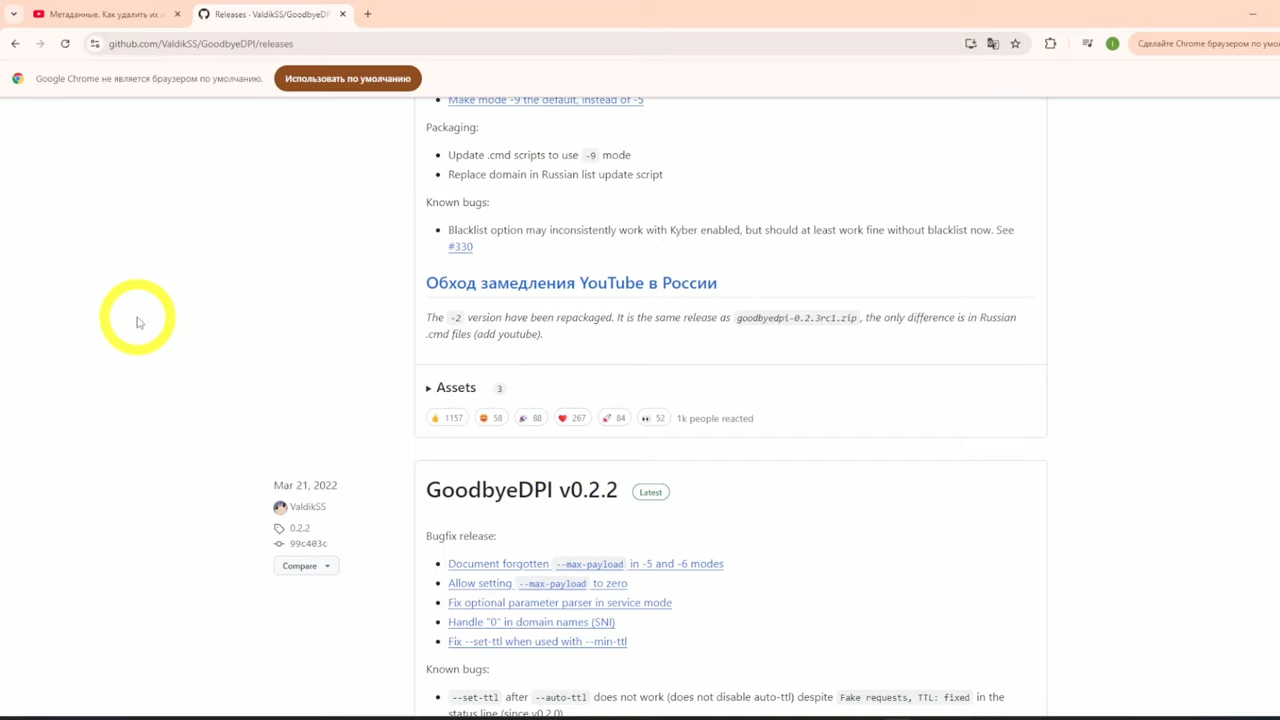 Метаданные. Как удалить их и
Releases · ValdikSS/GoodbyeDP
github.com/ValdikSS/GoodbyeDPI/releases
Сделайте Chrome браузером по умо
Google Chrome не является браузером по умолчанию.
Использовать по умолчанию
Make mode -9 the default, instead of -5
Packaging:
Update .cmd scripts to use -9 mode
Replace domain in Russian list update script
Known bugs:
Blacklist option may inconsistently work with Kyber enabled, but should at least work fine without blacklist now. See
#330
Обход замедления YouTube в России
The -2 version have been repackaged. It is the same release as goodbyedpi-0.2.3rc1.zip, the only difference is in Russian
.cmd files (add youtube).
Assets 3
1157 58 88 267 84 52 1k people reacted
Mar 21, 2022
ValdikSS
0.2.2
99c403c
Compare
GoodbyeDPI v0.2.2 Latest
Bugfix release:
Document forgotten --max-payload in -5 and -6 modes
Allow setting --max-payload to zero
Fix optional parameter parser in service mode
Handle "0" in domain names (SNI)
Fix --set-ttl when used with --min-ttl
Known bugs:
--set-ttl after --auto-ttl does not work (does not disable auto-ttl) despite Fake requests, TTL: fixed in the
status line (since v0.2.0)